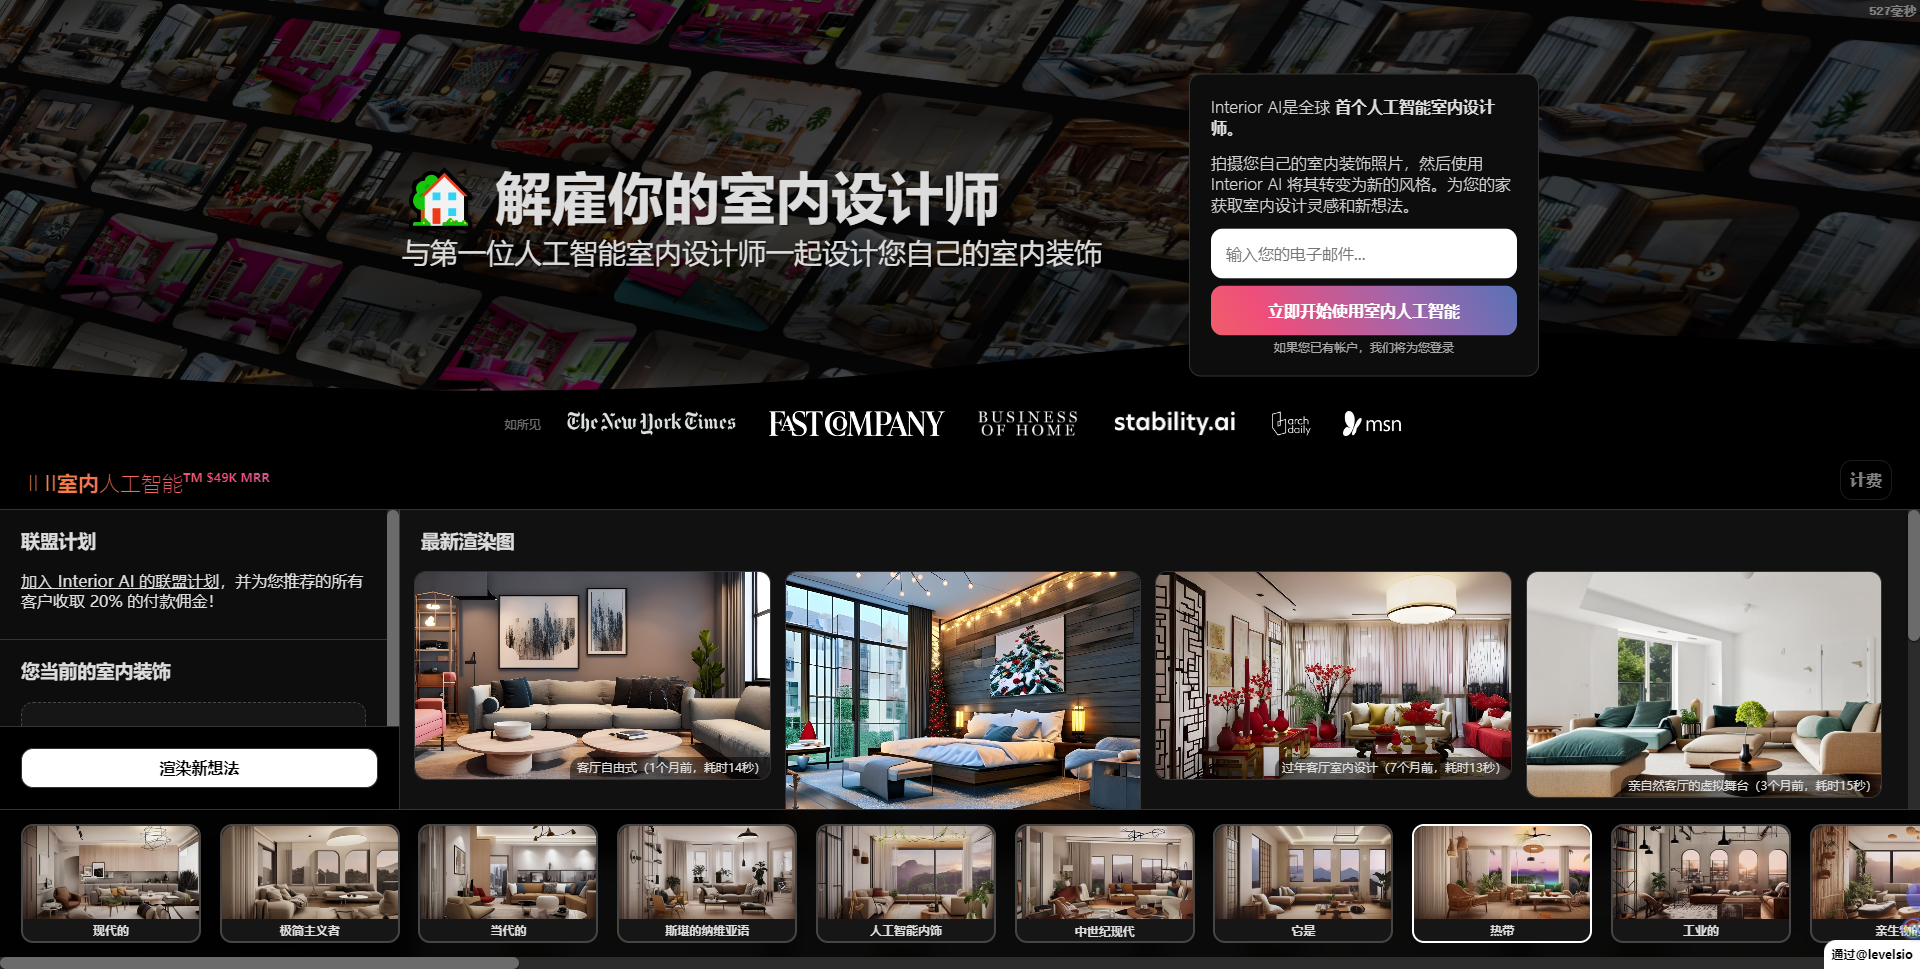 527毫秒
解雇你的室内设计师
与第一位人工智能室内设计师一起设计您自己的室内装饰
Interior AI是全球 首个人工智能室内设计
师。
拍摄您自己的室内装饰照片，然后使用
Interior AI 将其转变为新的风格。为您的家
获取室内设计灵感和新想法。
输入您的电子邮件...
立即开始使用室内人工智能
如果您已有帐户，我们将为您登录
如所见
The New York Times
FAST COMPANY
BUSINESS
OF HOME
stability.ai
arch
daily
msn
室内人工智能™ $49K MRR
计费
联盟计划
加入 Interior AI 的联盟计划，并为您推荐的所有
客户收取 20% 的付款佣金！
您当前的室内装饰
渲染新想法
最新渲染图
客厅自由式（1个月前，耗时14秒）
过年客厅室内设计（7个月前，耗时13秒）
亲自然客厅的虚拟舞台（3个月前，耗时15秒）
现代的
极简主义者
当代的
斯堪的纳维亚语
人工智能内饰
中世纪现代
它是
热带
工业的
亲生物的
通过@levelsio